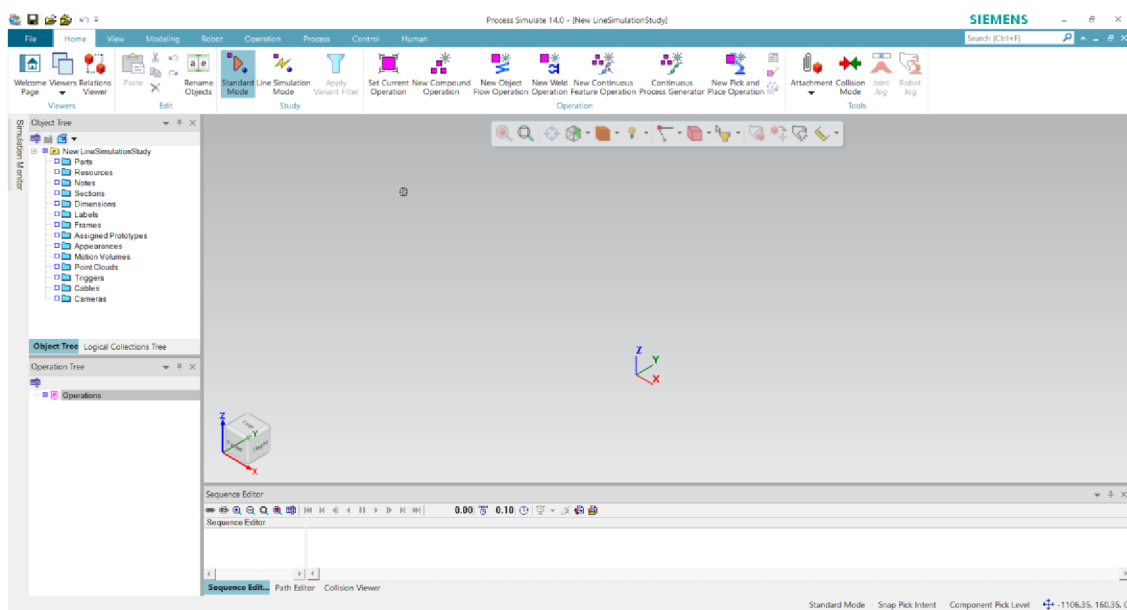 Process Simulate 14.0 - [New LineSimulationStudy]
SIEMENS
File Home View Modeling Robot Operation Process Control Human
Search (Ctrl+F)
Welcome Page Viewers Relations Viewer
Paste
Rename Objects
Standard Mode Line Simulation Mode Apply Variant Filter
Set Current Operation New Compound Operation New Object Flow Operation New Weld Operation New Continuous Feature Operation Continuous Process Generator New Pick and Place Operation
Attachment Collision Mode Joint Jog Robot Jog
Viewers Edit Study Operation Tools
Simulation Monitor
Object Tree
New LineSimulationStudy
Parts
Resources
Notes
Sections
Dimensions
Labels
Frames
Assigned Prototypes
Appearances
Motion Volumes
Point Clouds
Triggers
Cables
Cameras
Object Tree Logical Collections Tree
Operation Tree
Operations
Z
Y
X
Z
Y
X
Sequence Editor
0.00 0.10
Sequence Editor
Sequence Edit... Path Editor Collision Viewer
Standard Mode Snap Pick Intent Component Pick Level -1106.35, 160.35,